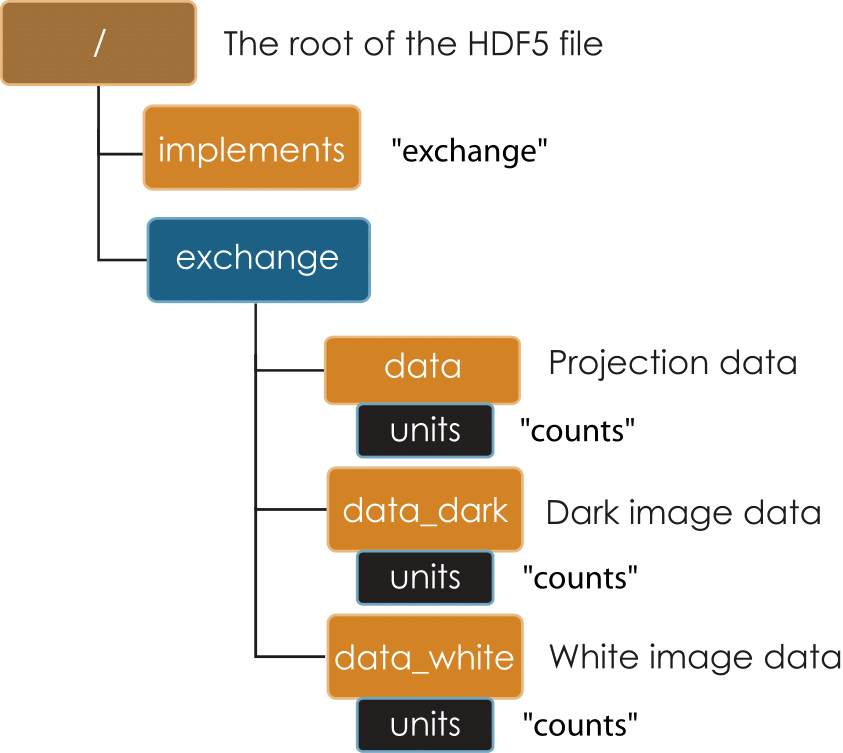 / The root of the HDF5 file
implements "exchange"
exchange
data Projection data
units "counts"
data_dark Dark image data
units "counts"
data_white White image data
units "counts"